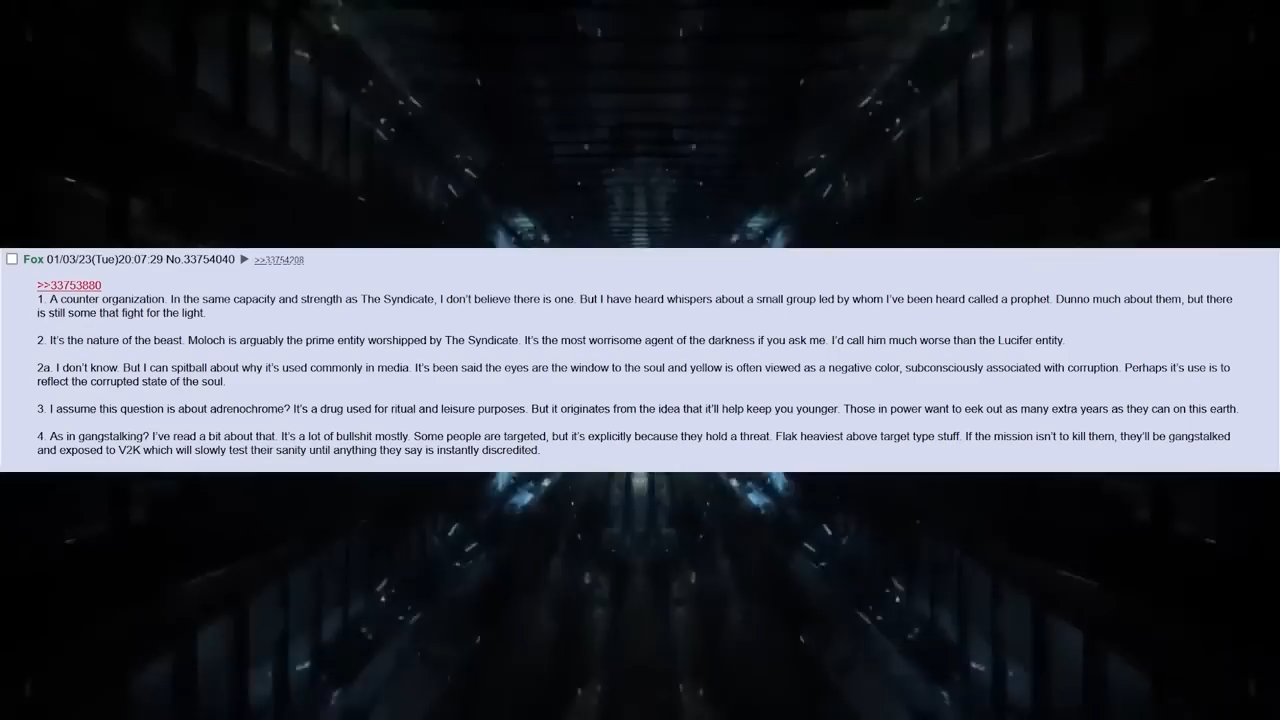 Fox 01/03/23(Tue)20:07:29 No.33754040 ▶ >>33754208
>>33753880
1. A counter organization. In the same capacity and strength as The Syndicate, I don't believe there is one. But I have heard whispers about a small group led by whom I've been heard called a prophet. Dunno much about them, but there
is still some that fight for the light.
2. It's the nature of the beast. Moloch is arguably the prime entity worshipped by The Syndicate. It's the most worrisome agent of the darkness if you ask me. I'd call him much worse than the Lucifer entity.
2a. I don't know. But I can spitball about why it's used commonly in media. It's been said the eyes are the window to the soul and yellow is often viewed as a negative color, subconsciously associated with corruption. Perhaps it's use is to
reflect the corrupted state of the soul.
3. I assume this question is about adrenochrome? It's a drug used for ritual and leisure purposes. But it originates from the idea that it'll help keep you younger. Those in power want to eek out as many extra years as they can on this earth.
4. As in gangstalking? I've read a bit about that. It's a lot of bullshit mostly. Some people are targeted, but it's explicitly because they hold a threat. Flak heaviest above target type stuff. If the mission isn't to kill them, they'll be gangstalked
and exposed to V2K which will slowly test their sanity until anything they say is instantly discredited.